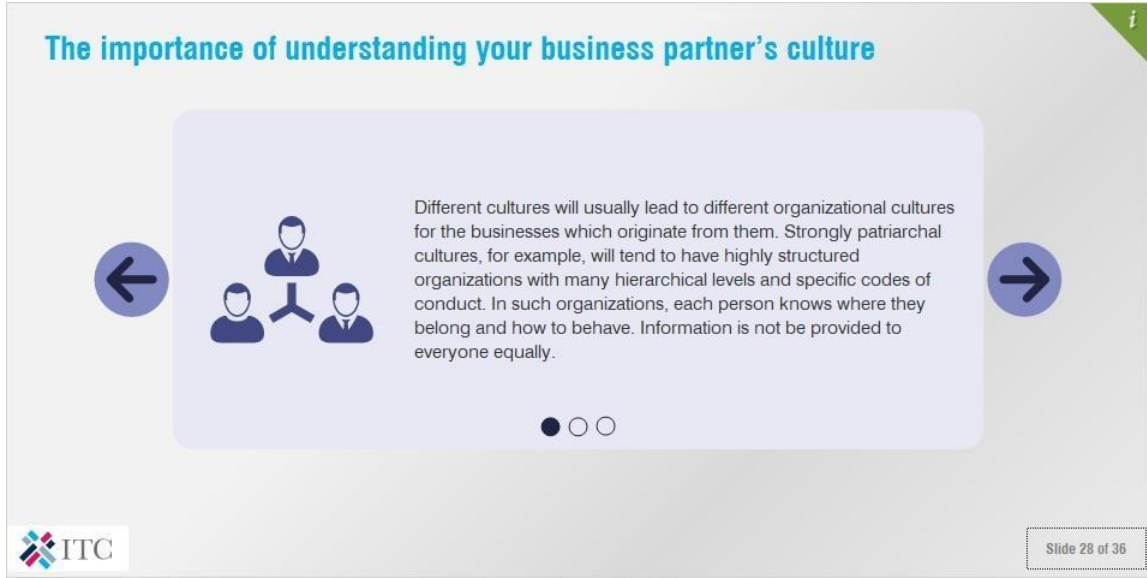 i
The importance of understanding your business partner’s culture
Different cultures will usually lead to different organizational cultures
for the businesses which originate from them. Strongly patriarchal
cultures, for example, will tend to have highly structured
organizations with many hierarchical levels and specific codes of
conduct. In such organizations, each person knows where they
belong and how to behave. Information is not be provided to
everyone equally.
ITC
Slide 28 of 36